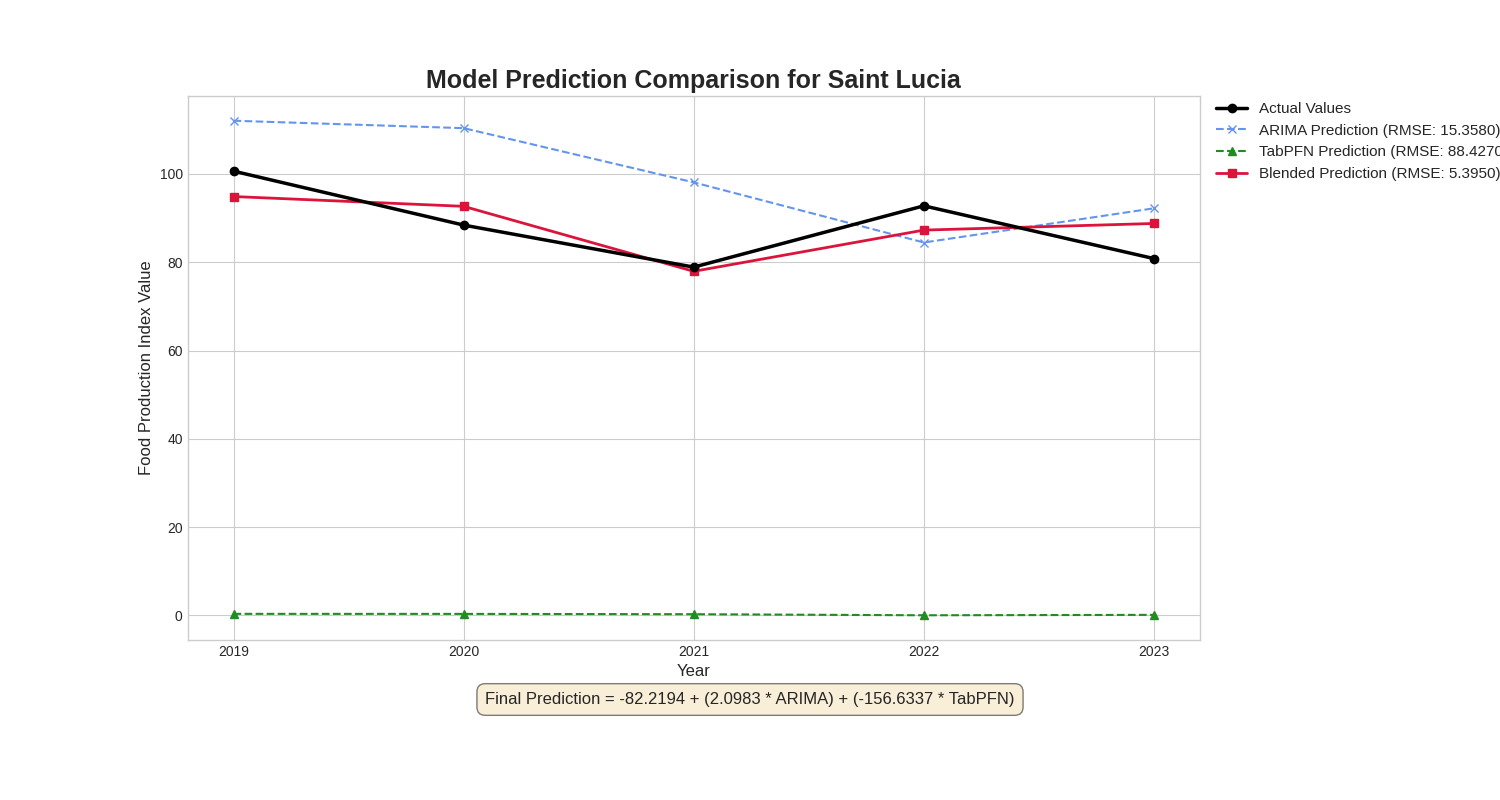 Model Prediction Comparison for Saint Lucia
Actual Values
ARIMA Prediction (RMSE: 15.3580)
TabPFN Prediction (RMSE: 88.4270
Blended Prediction (RMSE: 5.3950)
Food Production Index Value
100
80
60
40
20
0
2019 2020 2021 2022 2023
Year
Final Prediction = -82.2194 + (2.0983 * ARIMA) + (-156.6337 * TabPFN)